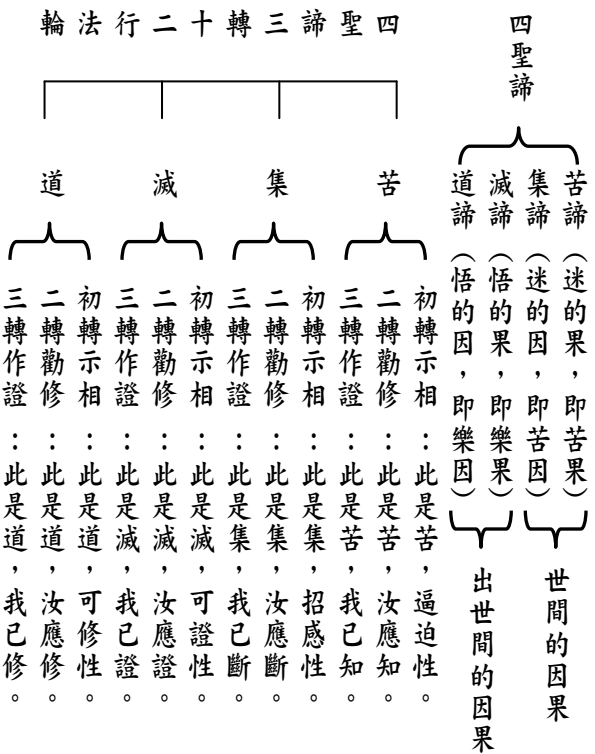 四聖諦
苦諦（迷的果，即苦果）
集諦（迷的因，即苦因）
滅諦（悟的果，即樂果）
道諦（悟的因，即樂因）
世間的因果
出世間的因果
四聖諦三轉十二行法輪
苦
初轉示相：此是苦，逼迫性。
二轉勸修：此是苦，汝應知。
三轉作證：此是苦，我已知。
集
初轉示相：此是集，招感性。
二轉勸修：此是集，汝應斷。
三轉作證：此是集，我已斷。
滅
初轉示相：此是滅，可證性。
二轉勸修：此是滅，汝應證。
三轉作證：此是滅，我已證。
道
初轉示相：此是道，可修性。
二轉勸修：此是道，汝應修。
三轉作證：此是道，我已修。